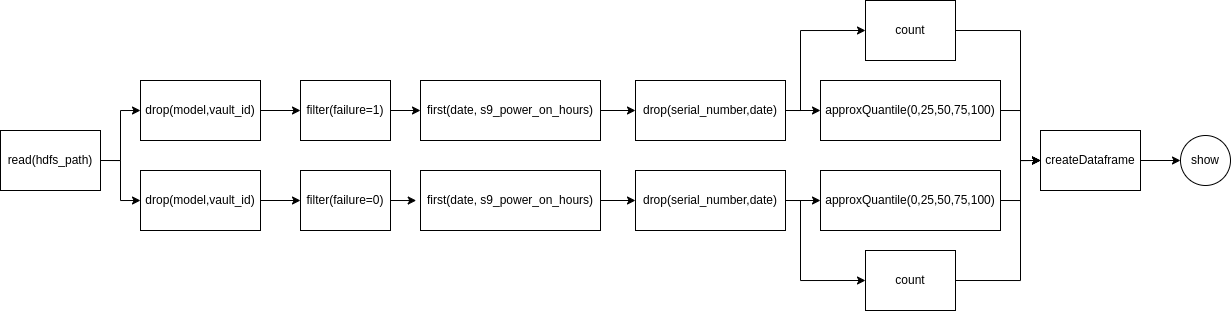 count
drop(model,vault_id)
filter(failure=1)
first(date, s9_power_on_hours)
drop(serial_number,date)
approxQuantile(0,25,50,75,100)
read(hdfs_path)
createDataframe
show
drop(model,vault_id)
filter(failure=0)
first(date, s9_power_on_hours)
drop(serial_number,date)
approxQuantile(0,25,50,75,100)
count